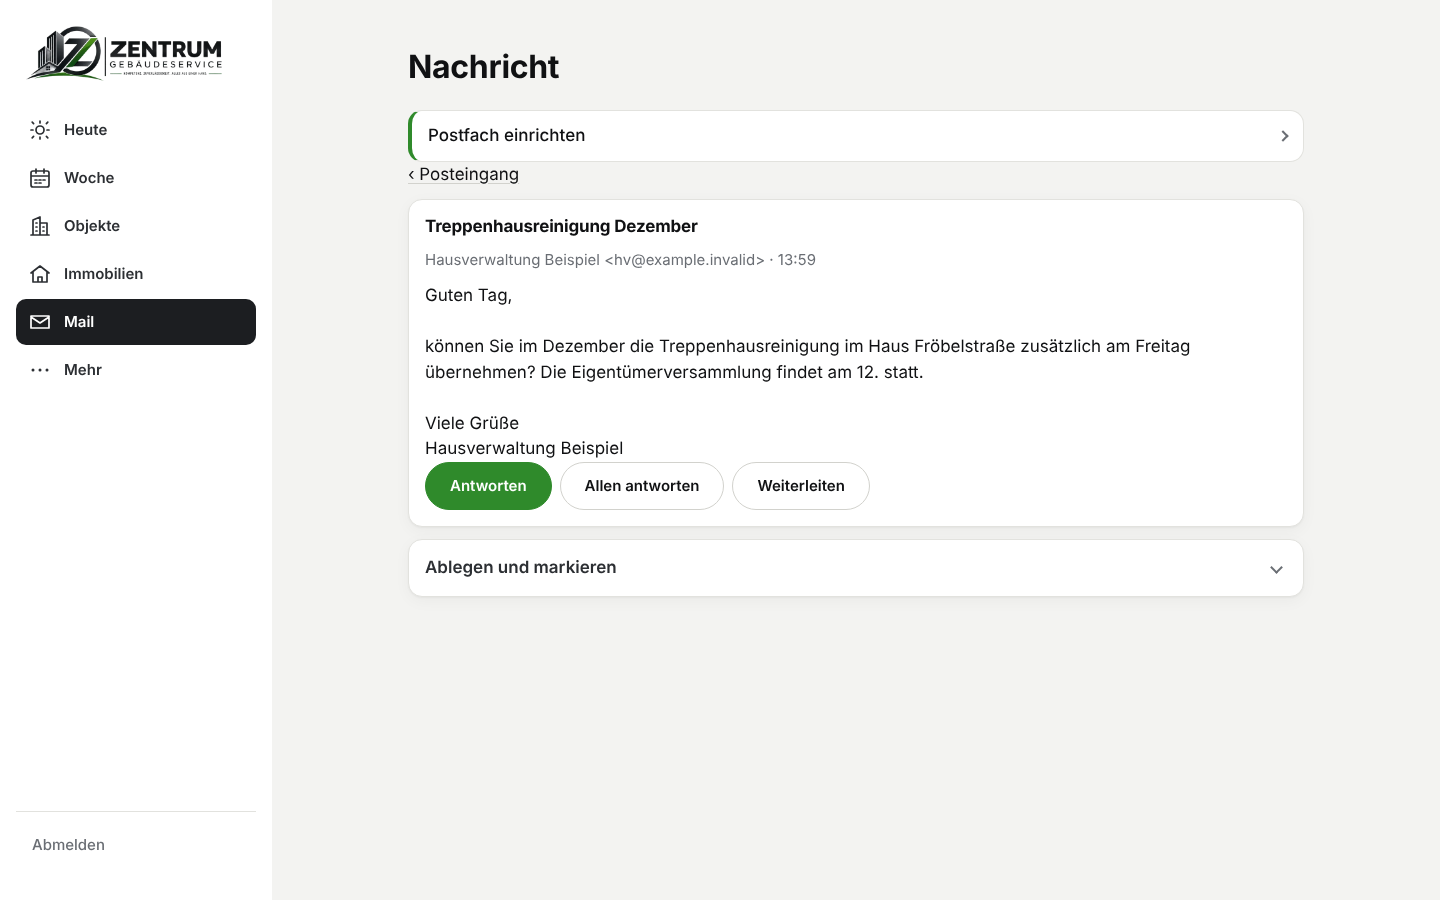 ZENTRUM
GEBÄUDESERVICE
Heute
Woche
Objekte
Immobilien
Mail
Mehr
Abmelden
Nachricht
Postfach einrichten
‹ Posteingang
Treppenhausreinigung Dezember
Hausverwaltung Beispiel <hv@example.invalid> · 13:59
Guten Tag,
können Sie im Dezember die Treppenhausreinigung im Haus Fröbelstraße zusätzlich am Freitag
übernehmen? Die Eigentümerversammlung findet am 12. statt.
Viele Grüße
Hausverwaltung Beispiel
Antworten
Allen antworten
Weiterleiten
Ablegen und markieren